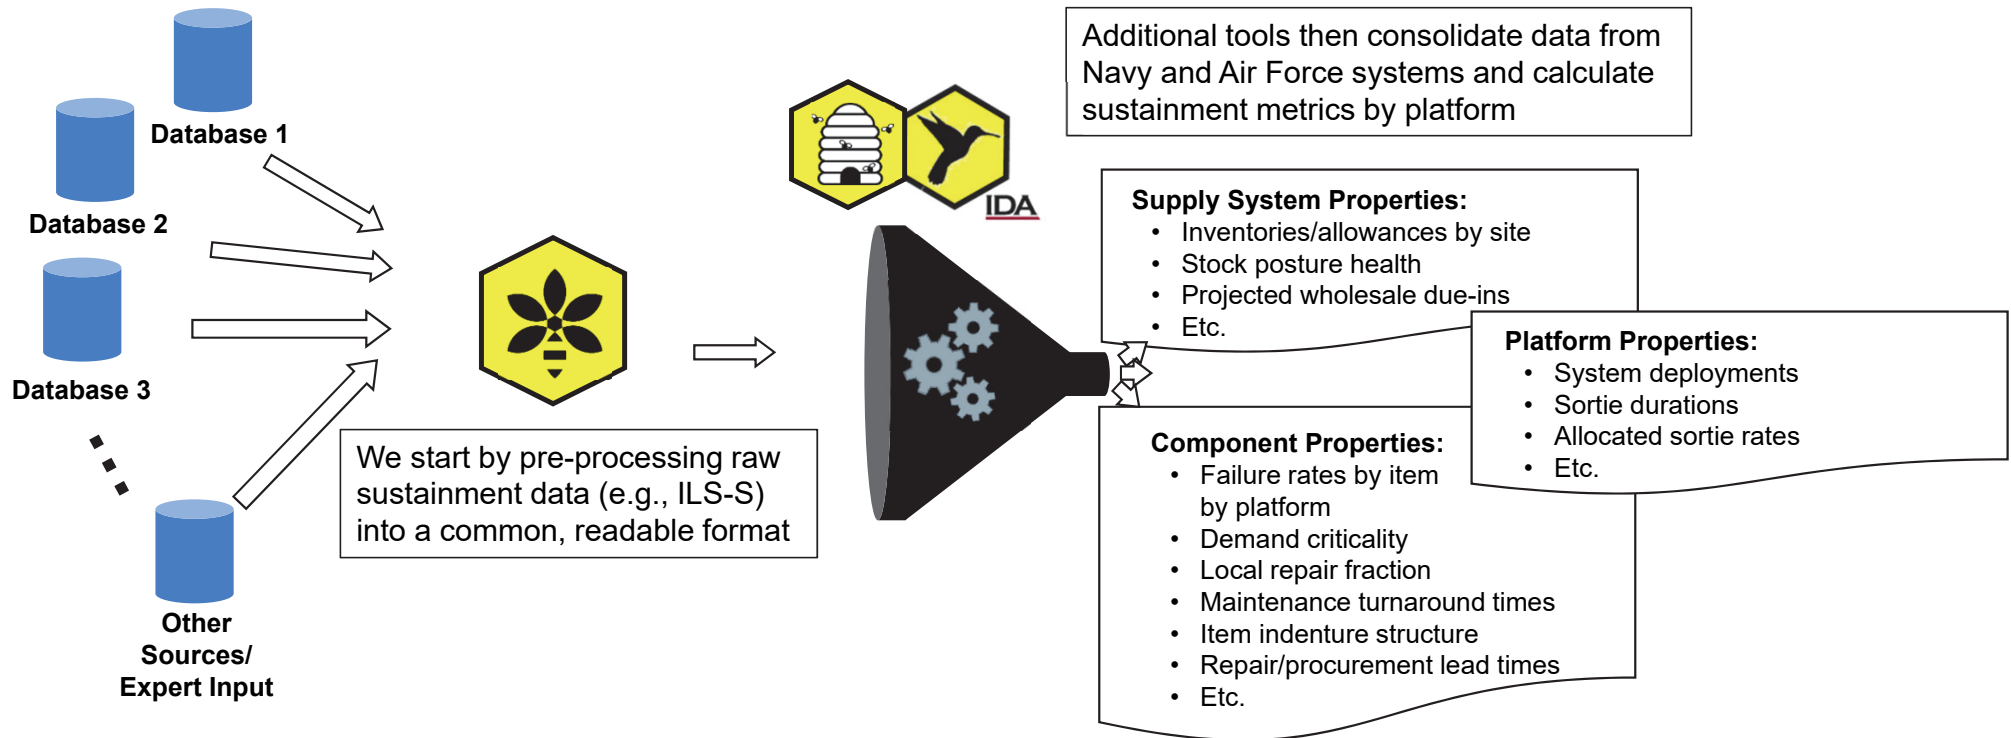 Database 1
Database 2
Database 3
Other
Sources/
Expert Input
We start by pre-processing raw
sustainment data (e.g., ILS-S)
into a common, readable format
IDA
Additional tools then consolidate data from
Navy and Air Force systems and calculate
sustainment metrics by platform
Supply System Properties:
• Inventories/allowances by site
• Stock posture health
• Projected wholesale due-ins
• Etc.
Platform Properties:
• System deployments
• Sortie durations
• Allocated sortie rates
• Etc.
Component Properties:
• Failure rates by item
by platform
• Demand criticality
• Local repair fraction
• Maintenance turnaround times
• Item indenture structure
• Repair/procurement lead times
• Etc.